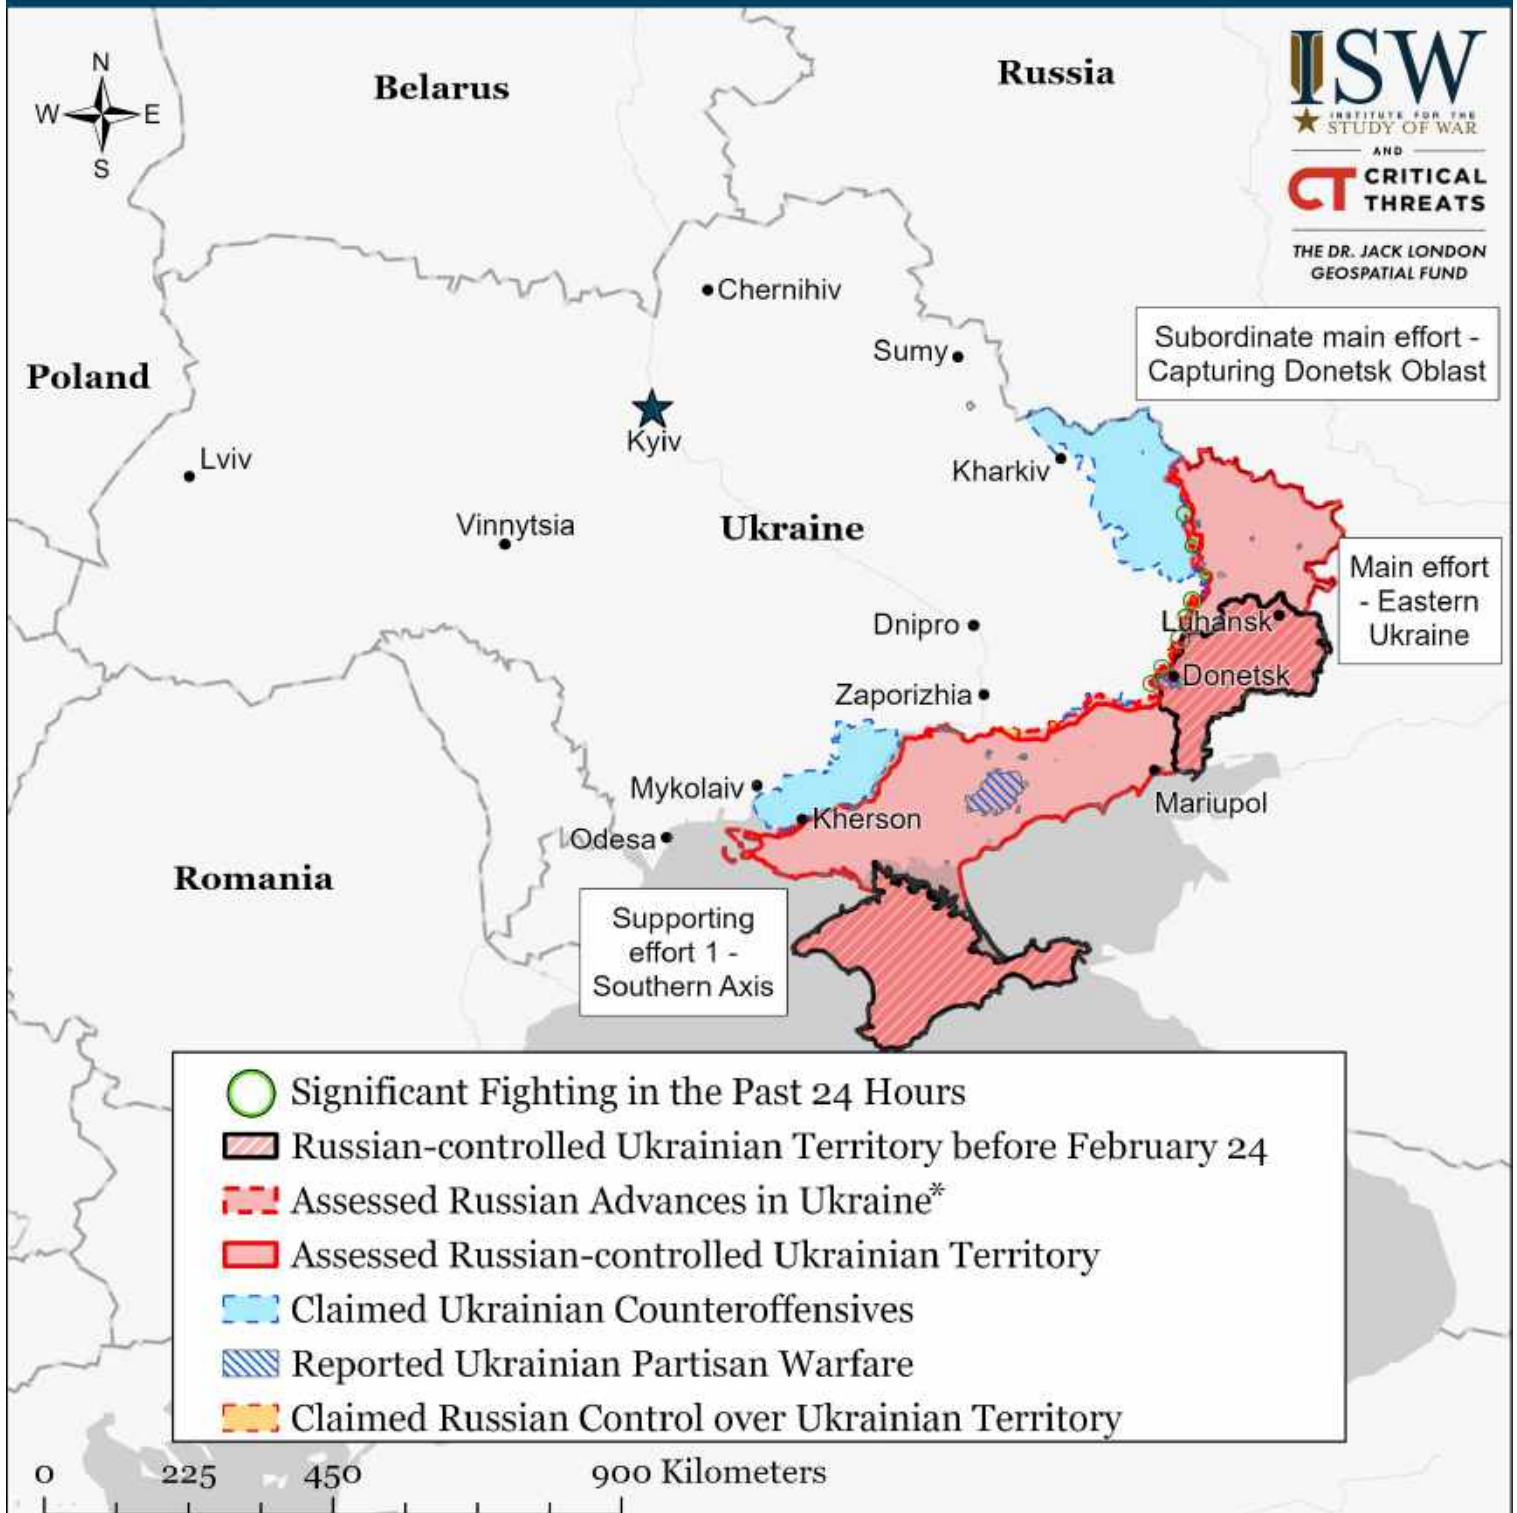 N
W
E
S
Belarus
Russia
ISW
INSTITUTE FOR THE
STUDY OF WAR
AND
CT CRITICAL
THREATS
THE DR. JACK LONDON
GEOSPATIAL FUND
Chernihiv
Subordinate main effort -
Capturing Donetsk Oblast
Sumy
Poland
Kyiv
Lviv
Kharkiv
Vinnytsia
Ukraine
Main effort
- Eastern
Ukraine
Dnipro
Luhansk
Donetsk
Zaporizhia
Mykolaiv
Mariupol
Kherson
Odesa
Romania
Supporting
effort 1 -
Southern Axis
Significant Fighting in the Past 24 Hours
Russian-controlled Ukrainian Territory before February 24
Assessed Russian Advances in Ukraine*
Assessed Russian-controlled Ukrainian Territory
Claimed Ukrainian Counteroffensives
Reported Ukrainian Partisan Warfare
Claimed Russian Control over Ukrainian Territory
0 225 450 900 Kilometers